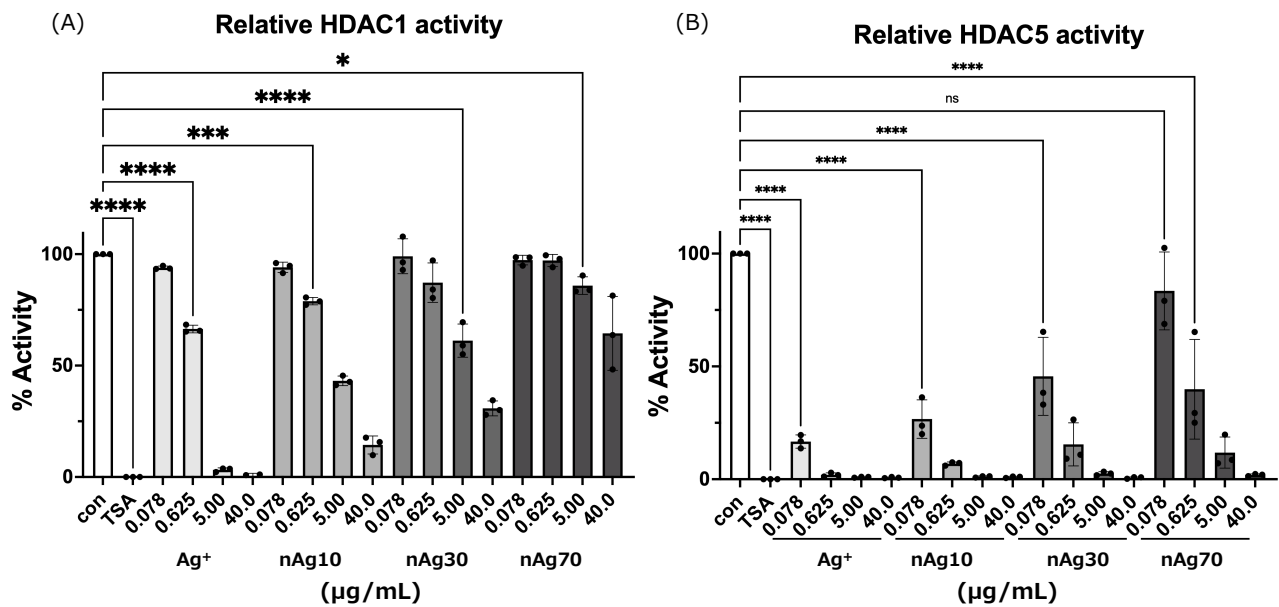 (A)
Relative HDAC1 activity
*
****
***
****
****
% Activity
100
50
0
con TSA 0.078 0.625 5.00 40.0 0.078 0.625 5.00 40.0 0.078 0.625 5.00 40.0 0.078 0.625 5.00 40.0
Ag⁺ nAg10 nAg30 nAg70
(µg/mL)
(B)
Relative HDAC5 activity
****
ns
****
****
****
****
% Activity
100
50
0
con TSA 0.078 0.625 5.00 40.0 0.078 0.625 5.00 40.0 0.078 0.625 5.00 40.0 0.078 0.625 5.00 40.0
Ag⁺ nAg10 nAg30 nAg70
(µg/mL)